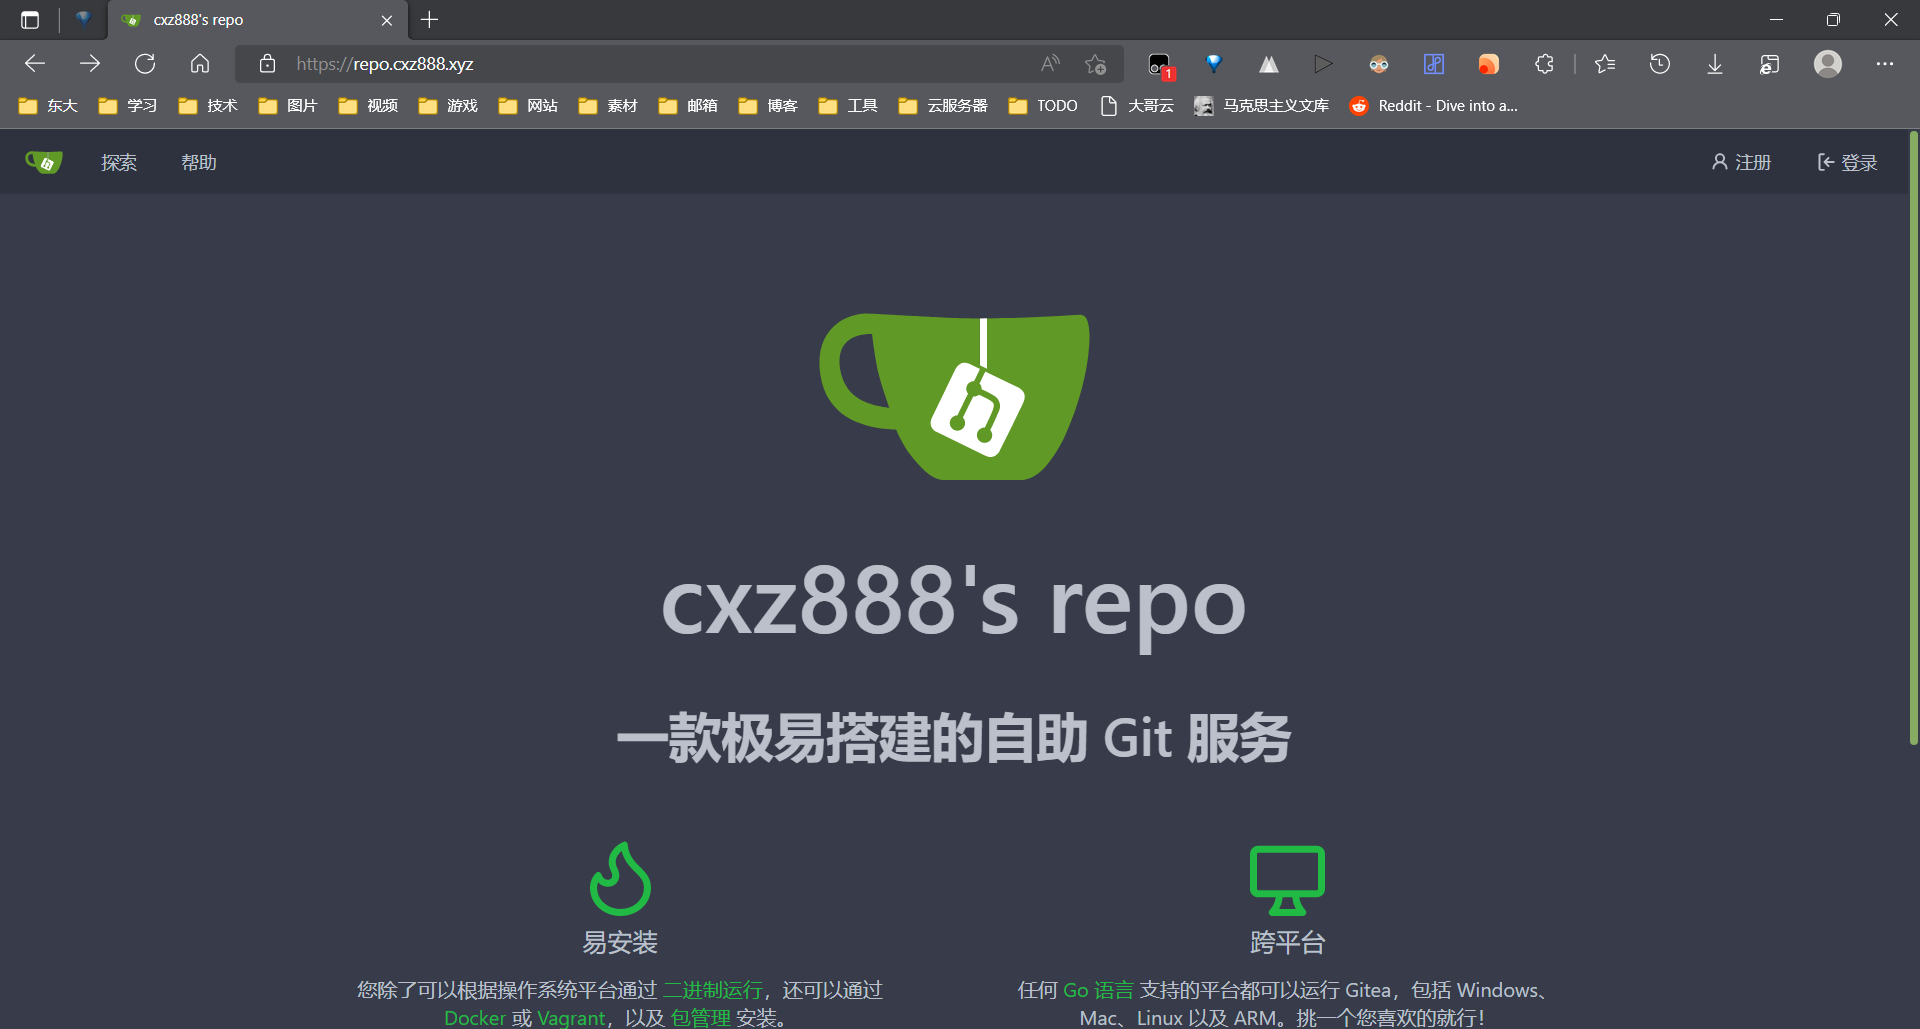 cxz888's repo
https://repo.cxz888.xyz
1
东大 学习 技术 图片 视频 游戏 网站 素材 邮箱 博客 工具 云服务器 TODO 大哥云 马克思主义文库 Reddit - Dive into a...
探索 帮助 注册 登录
cxz888's repo
一款极易搭建的自助 Git 服务
易安装
您除了可以根据操作系统平台通过 二进制运行，还可以通过
Docker 或 Vagrant，以及 包管理 安装。
跨平台
任何 Go 语言 支持的平台都可以运行 Gitea，包括 Windows、
Mac、Linux 以及 ARM。挑一个您喜欢的就行！